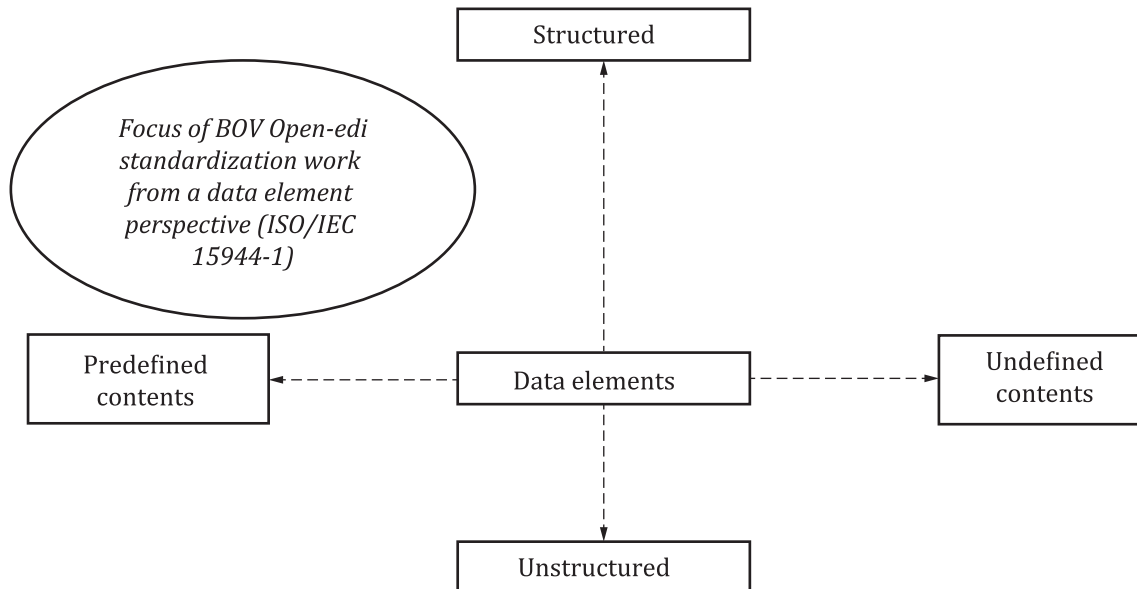 Structured
Focus of BOV Open-edi
standardization work
from a data element
perspective (ISO/IEC
15944-1)
Predefined
contents
Data elements
Undefined
contents
Unstructured